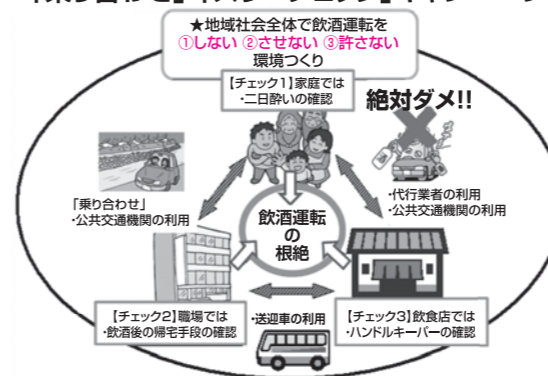 ★地域社会全体で飲酒運転を
①しない ②させない ③許さない
環境つくり
【チェック1】家庭では
・二日酔いの確認
絶対ダメ!!
「乗り合わせ」
・公共交通機関の利用
・代行業者の利用
・公共交通機関の利用
飲酒運転
の
根絶
【チェック2】職場では
・飲酒後の帰宅手段の確認
【チェック3】飲食店では
・ハンドルキーパーの確認
・送迎車の利用